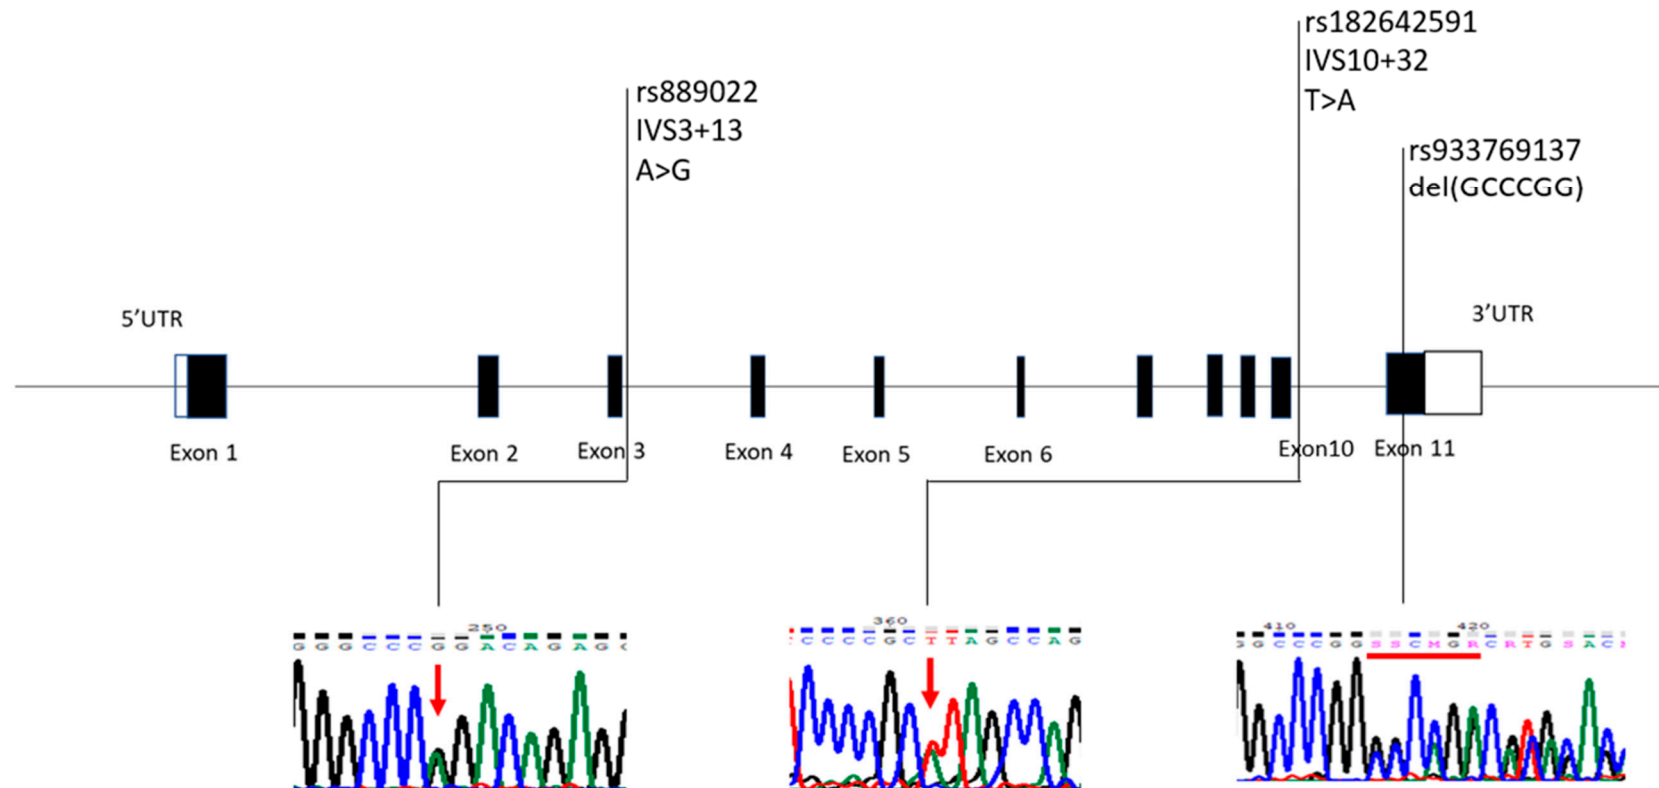 rs182642591
IVS10+32
T>A
rs889022
IVS3+13
A>G
rs933769137
del(GCCCGG)
5'UTR
3'UTR
Exon 1
Exon 2
Exon 3
Exon 4
Exon 5
Exon 6
Exon10
Exon 11
250
G G G C C C G G A C A G A G
360
C C C C G C T T A G C C A G
410 420
G C C C G G S S C M G R C R T G S A C